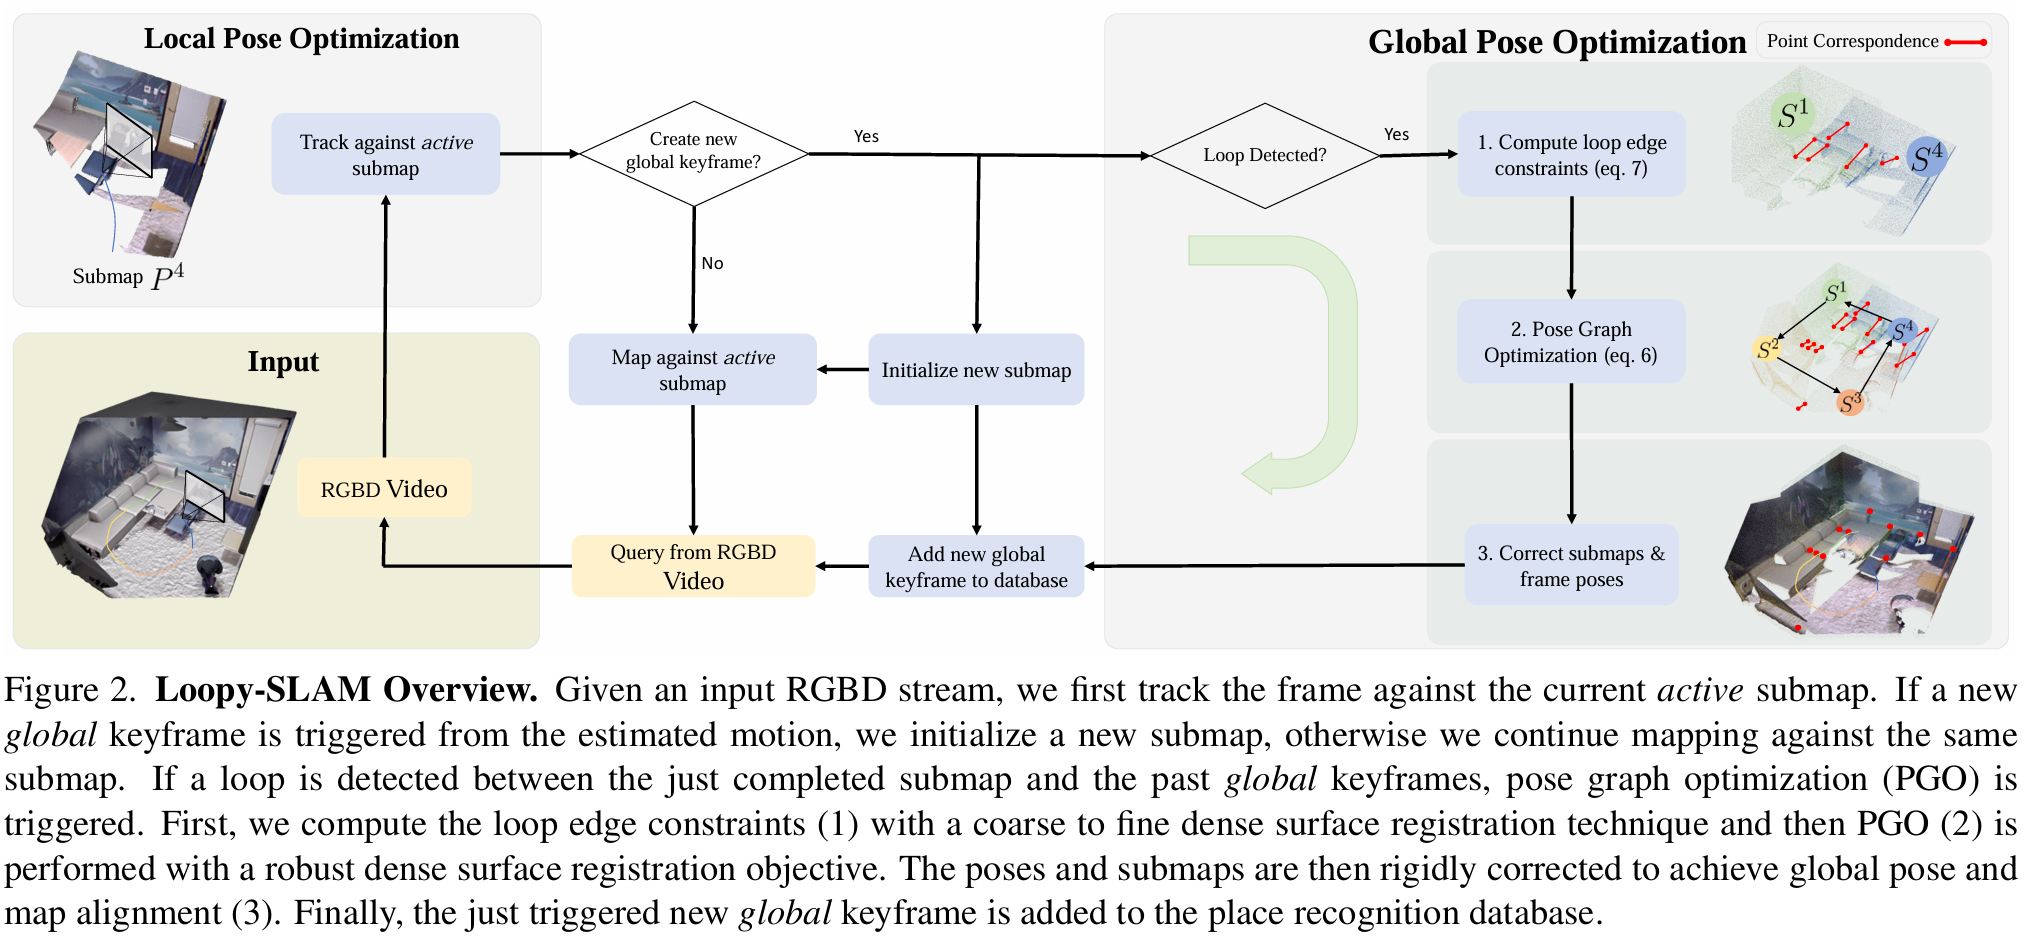 Local Pose Optimization
Track against active
submap
Submap P⁴
Input
RGBD Video
Create new
global keyframe?
Yes
No
Map against active
submap
Initialize new submap
Query from RGBD
Video
Add new global
keyframe to database
Global Pose Optimization
Point Correspondence
Loop Detected?
Yes
1. Compute loop edge
constraints (eq. 7)
S¹
S⁴
2. Pose Graph
Optimization (eq. 6)
S¹
S⁴
S²
S³
3. Correct submaps &
frame poses
Figure 2. Loopy-SLAM Overview. Given an input RGBD stream, we first track the frame against the current active submap. If a new
global keyframe is triggered from the estimated motion, we initialize a new submap, otherwise we continue mapping against the same
submap. If a loop is detected between the just completed submap and the past global keyframes, pose graph optimization (PGO) is
triggered. First, we compute the loop edge constraints (1) with a coarse to fine dense surface registration technique and then PGO (2) is
performed with a robust dense surface registration objective. The poses and submaps are then rigidly corrected to achieve global pose and
map alignment (3). Finally, the just triggered new global keyframe is added to the place recognition database.